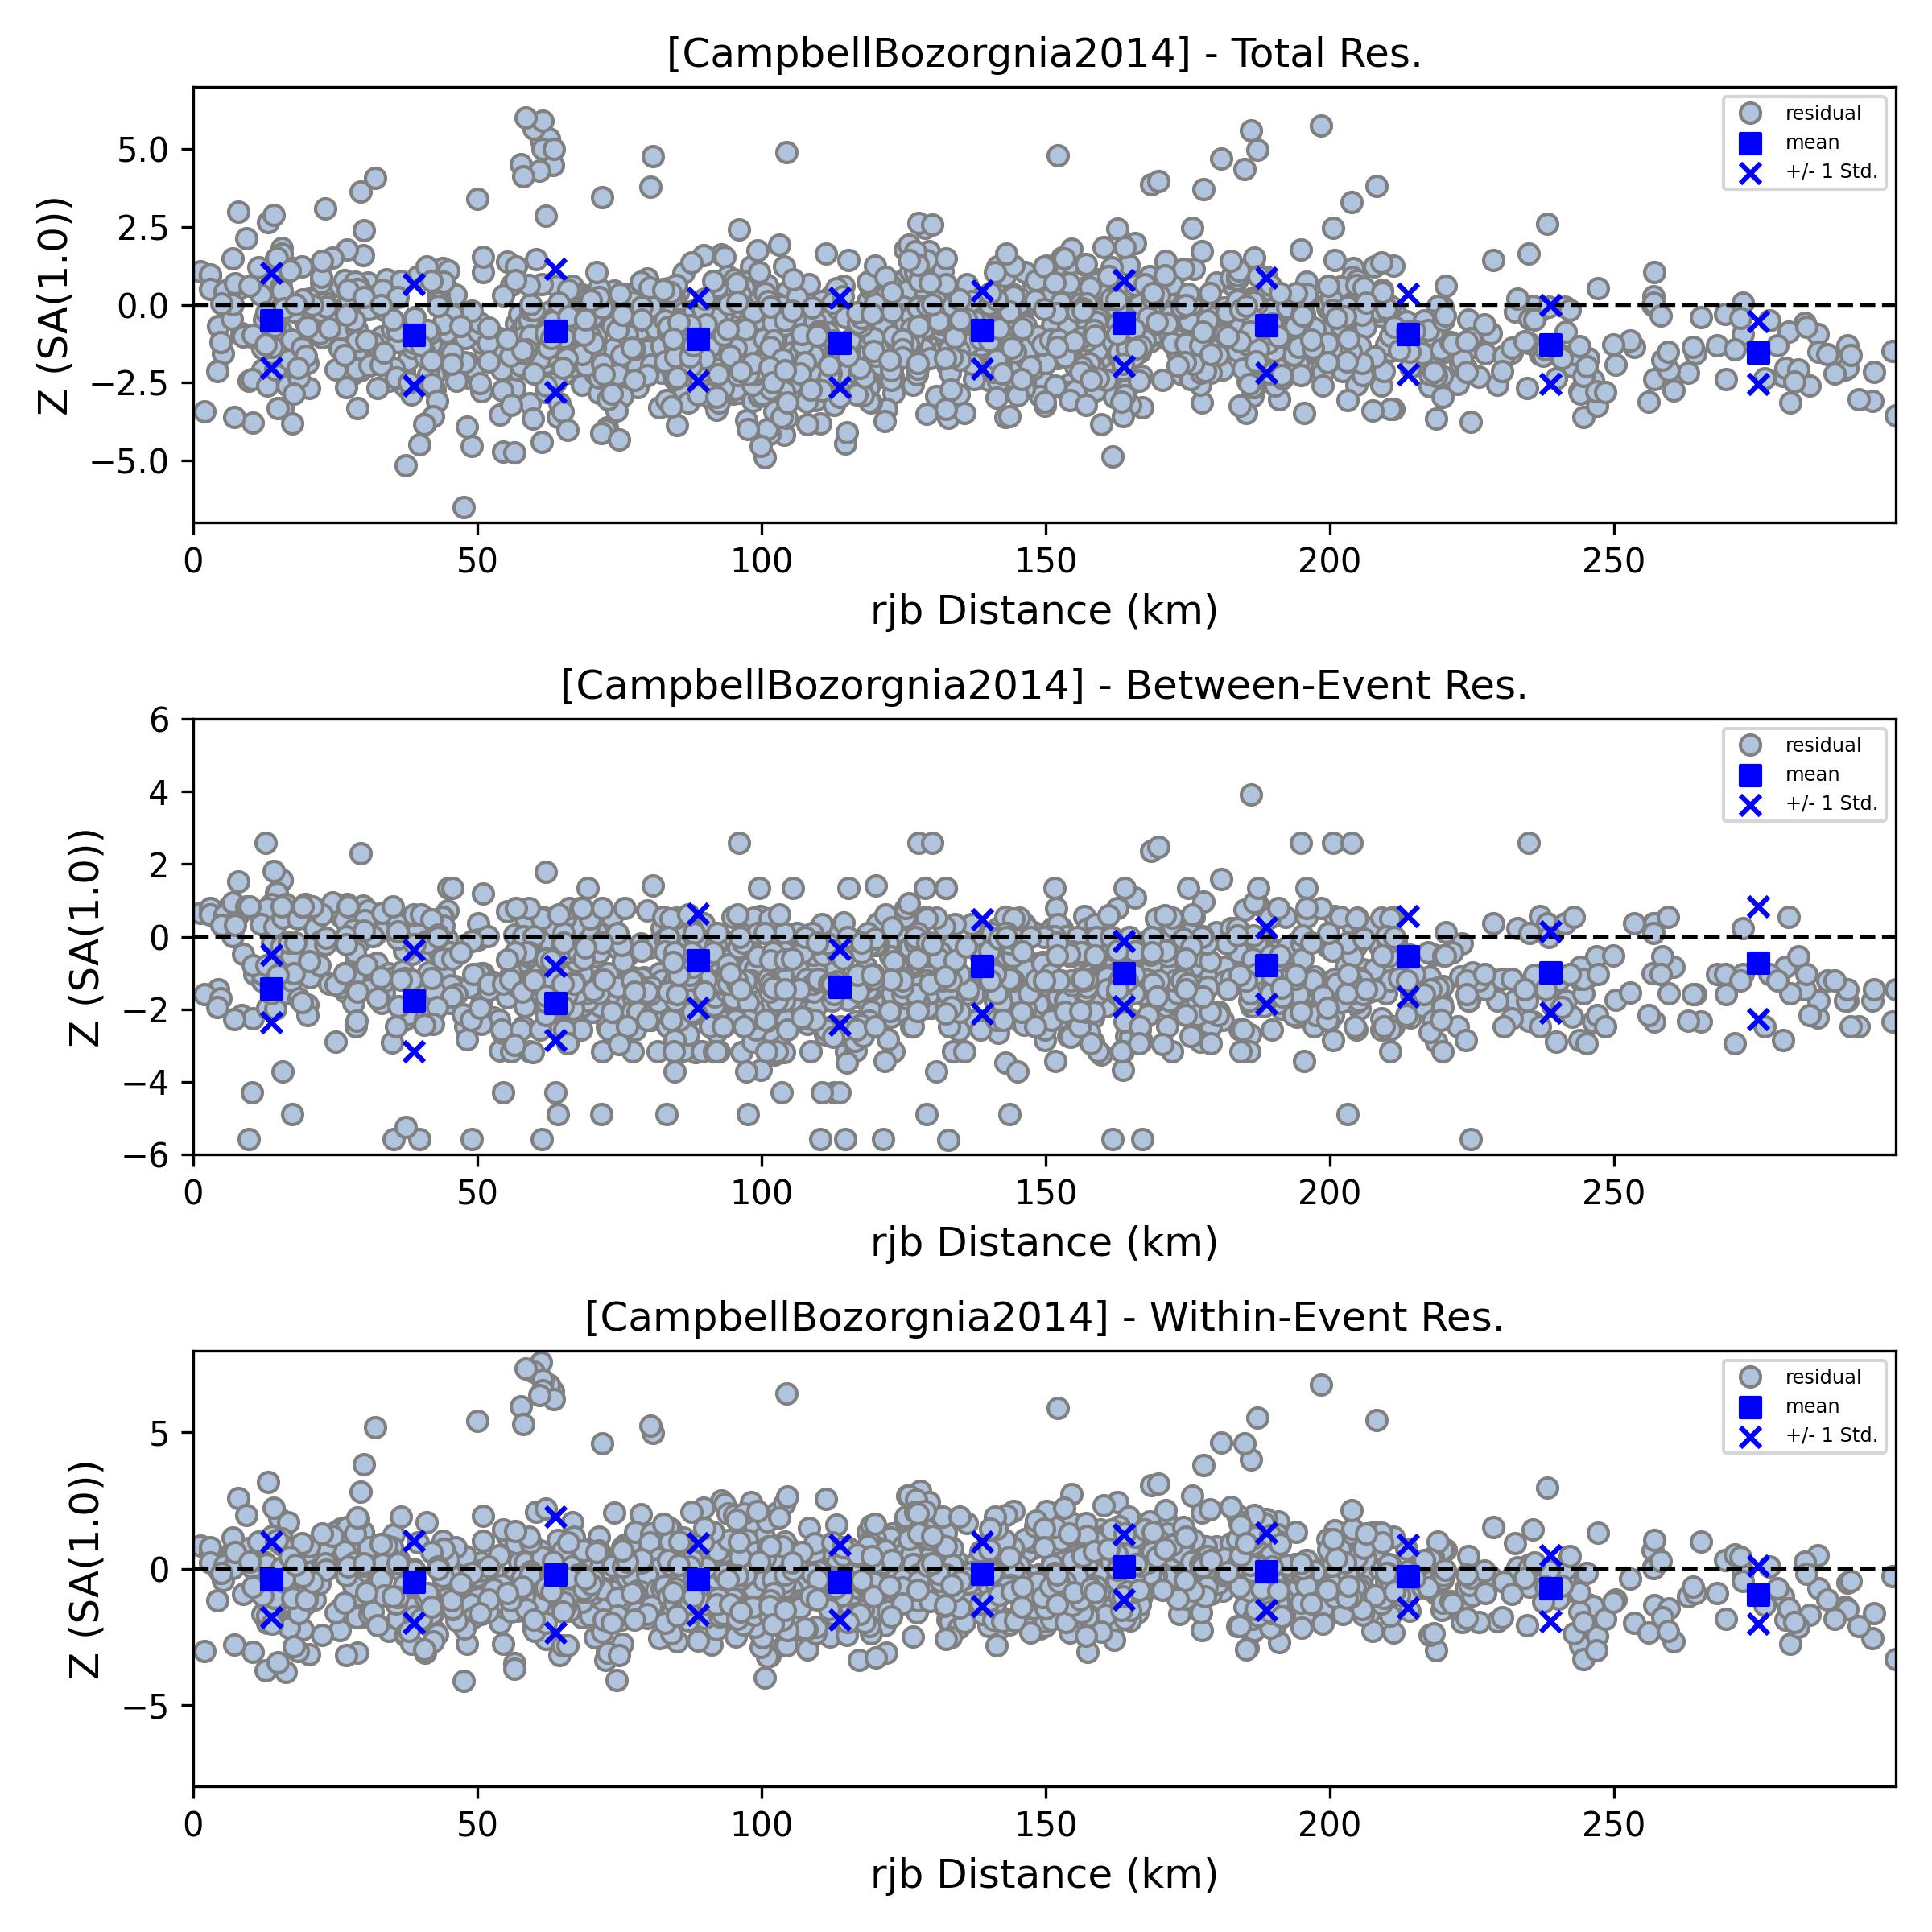 [CampbellBozorgnia2014] - Total Res.
residual
mean
+/- 1 Std.
5.0
2.5
0.0
−2.5
−5.0
Z (SA(1.0))
0 50 100 150 200 250
rjb Distance (km)
[CampbellBozorgnia2014] - Between-Event Res.
residual
mean
+/- 1 Std.
6
4
2
0
−2
−4
−6
Z (SA(1.0))
0 50 100 150 200 250
rjb Distance (km)
[CampbellBozorgnia2014] - Within-Event Res.
residual
mean
+/- 1 Std.
5
0
−5
Z (SA(1.0))
0 50 100 150 200 250
rjb Distance (km)